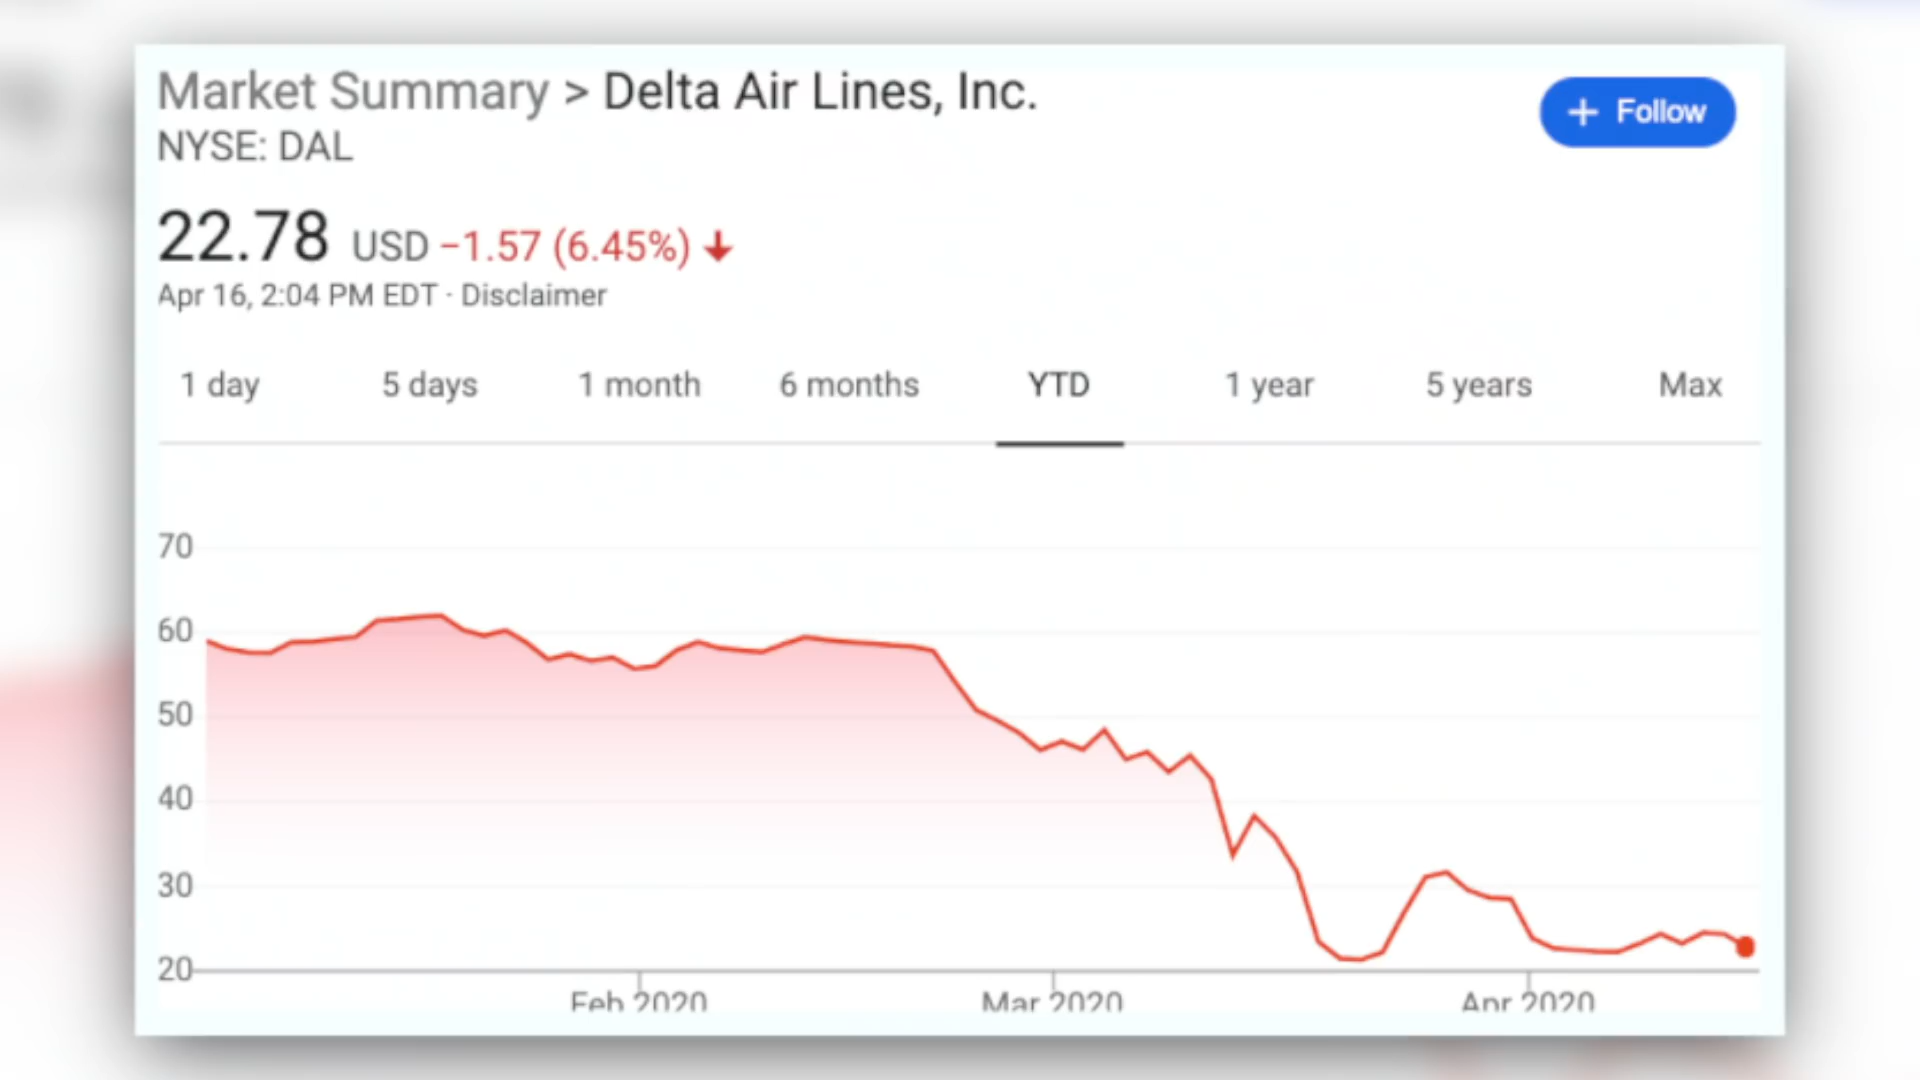 Market Summary > Delta Air Lines, Inc.
+ Follow
NYSE: DAL
22.78 USD −1.57 (6.45%)
Apr 16, 2:04 PM EDT · Disclaimer
1 day 5 days 1 month 6 months YTD 1 year 5 years Max
70
60
50
40
30
20
Feb 2020 Mar 2020 Apr 2020